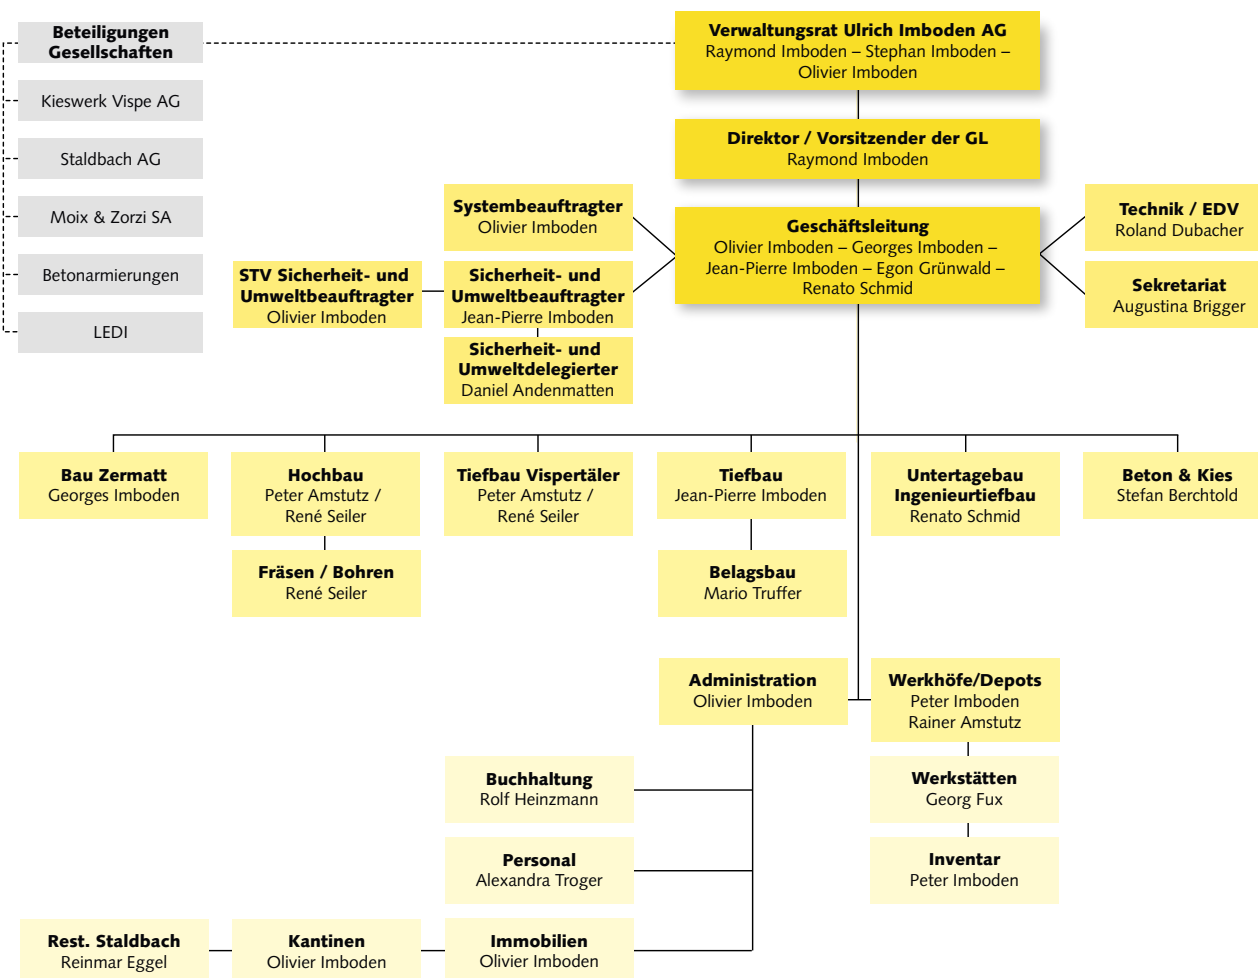 Beteiligungen
Gesellschaften
Kieswerk Vispe AG
Staldbach AG
Moix & Zorzi SA
Betonarmierungen
LEDI
Verwaltungsrat Ulrich Imboden AG
Raymond Imboden – Stephan Imboden –
Olivier Imboden
Direktor / Vorsitzender der GL
Raymond Imboden
Geschäftsleitung
Olivier Imboden – Georges Imboden –
Jean-Pierre Imboden – Egon Grünwald –
Renato Schmid
Systembeauftragter
Olivier Imboden
STV Sicherheit- und
Umweltbeauftragter
Olivier Imboden
Sicherheit- und
Umweltbeauftragter
Jean-Pierre Imboden
Sicherheit- und
Umweltdelegierter
Daniel Andenmatten
Technik / EDV
Roland Dubacher
Sekretariat
Augustina Brigger
Bau Zermatt
Georges Imboden
Hochbau
Peter Amstutz /
René Seiler
Tiefbau Vispertäler
Peter Amstutz /
René Seiler
Tiefbau
Jean-Pierre Imboden
Untertagebau
Ingenieurtiefbau
Renato Schmid
Beton & Kies
Stefan Berchtold
Fräsen / Bohren
René Seiler
Belagsbau
Mario Truffer
Administration
Olivier Imboden
Werkhöfe/Depots
Peter Imboden
Rainer Amstutz
Buchhaltung
Rolf Heinzmann
Werkstätten
Georg Fux
Personal
Alexandra Troger
Inventar
Peter Imboden
Rest. Staldbach
Reinmar Eggel
Kantinen
Olivier Imboden
Immobilien
Olivier Imboden